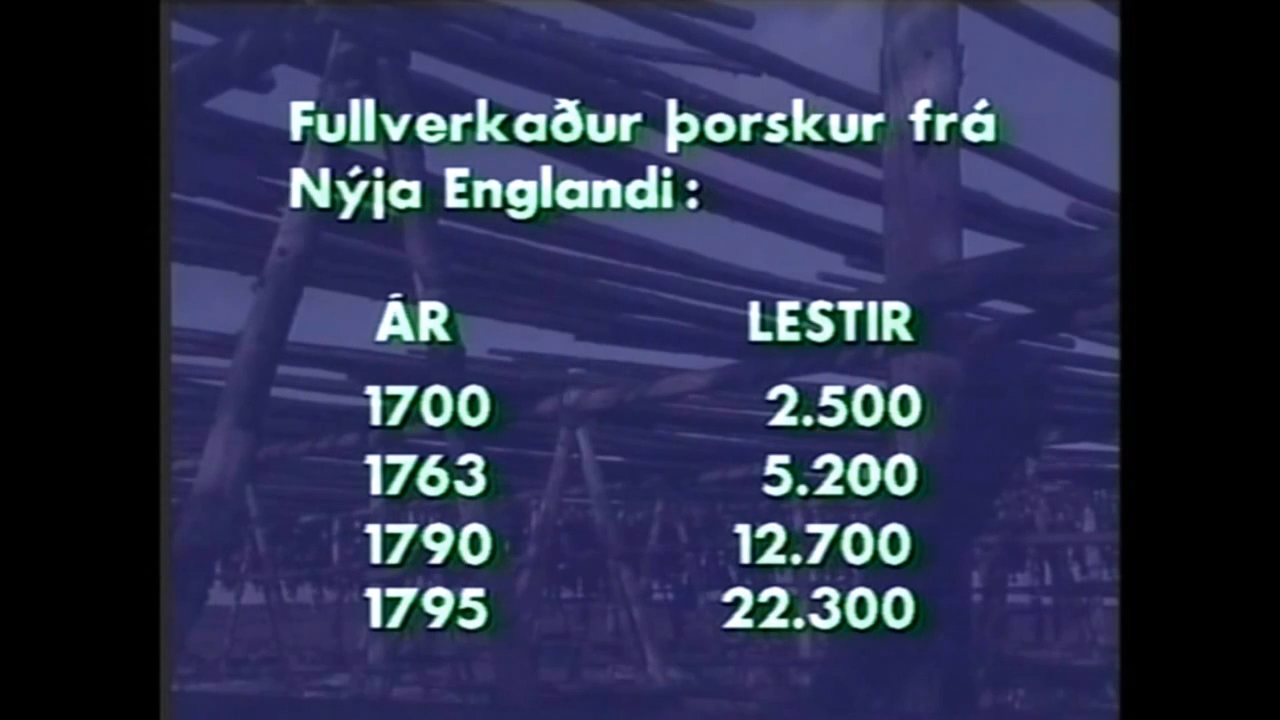 Fullverkaður þorskur frá
Nýja Englandi:
ÁR LESTIR
1700 2.500
1763 5.200
1790 12.700
1795 22.300